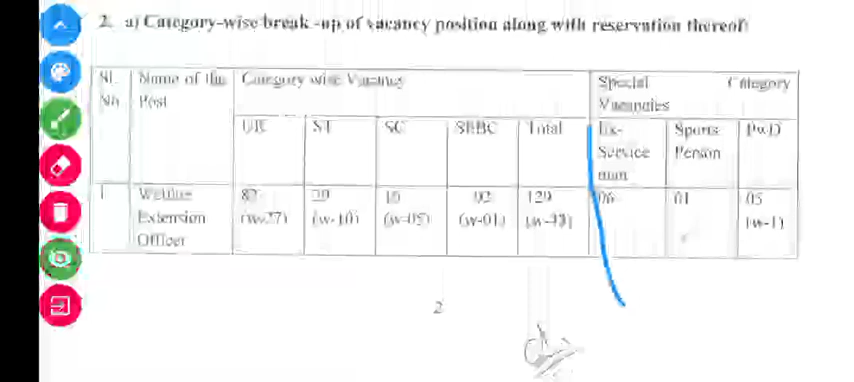 2. a) Category-wise break-up of vacancy position along with reservation thereof:
Sl. No Name of the Post Category wise Vacancy Special Category Vacancies
UR ST SC SEBC Total Ex-Service man Sports Person PwD
1 Welfare Extension Officer
(w-27) (w-10) (w-05) (w-01)
129
06 01 05 (w-1)
2